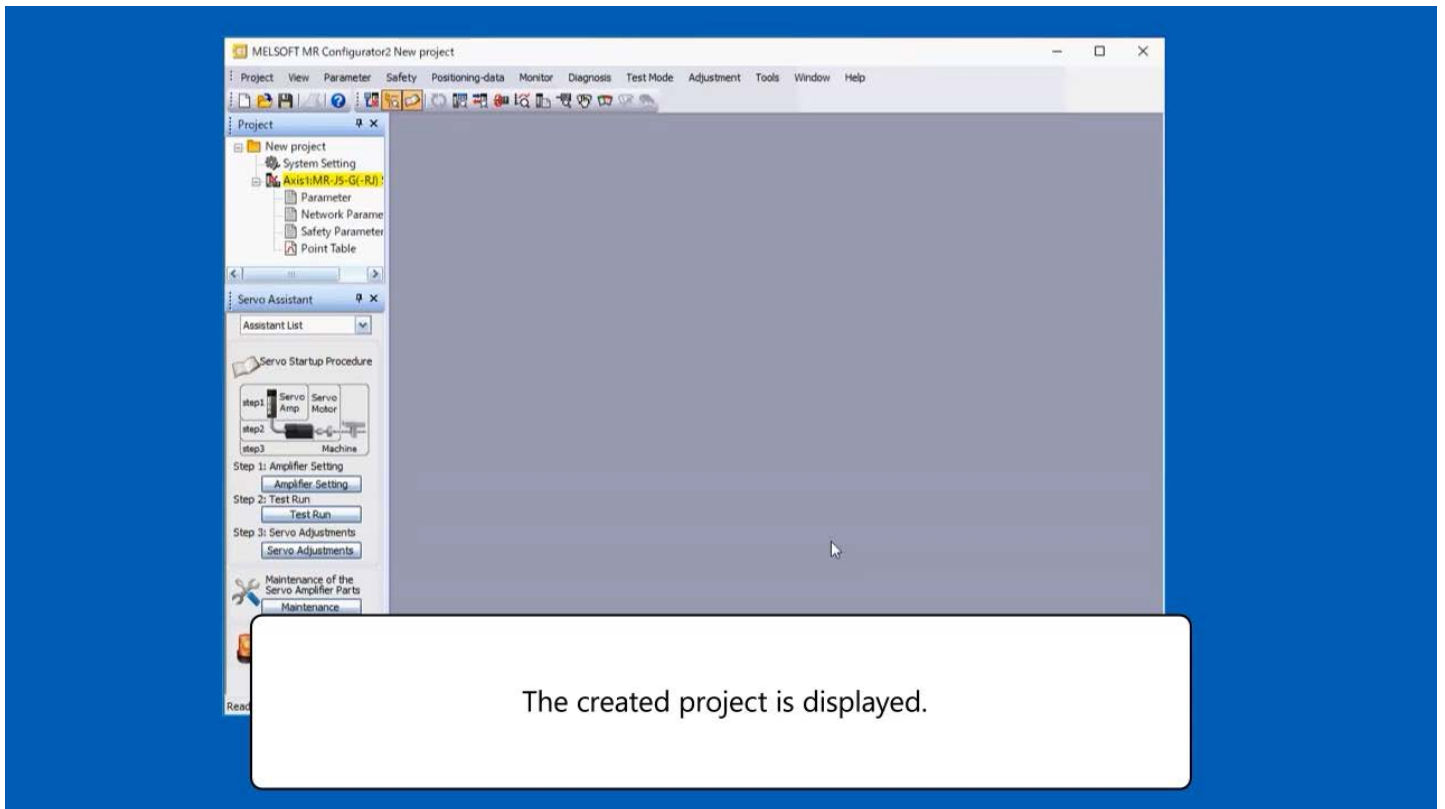 MELSOFT MR Configurator2 New project
Project View Parameter Safety Positioning-data Monitor Diagnosis Test Mode Adjustment Tools Window Help
Project
New project
System Setting
Axis1:MR-J5-G(-RJ)
Parameter
Network Parame
Safety Parameter
Point Table
Servo Assistant
Assistant List
Servo Startup Procedure
step1 Servo Amp Servo Motor
step2
step3 Machine
Step 1: Amplifier Setting
Amplifier Setting
Step 2: Test Run
Test Run
Step 3: Servo Adjustments
Servo Adjustments
Maintenance of the
Servo Amplifier Parts
Maintenance
Read
The created project is displayed.